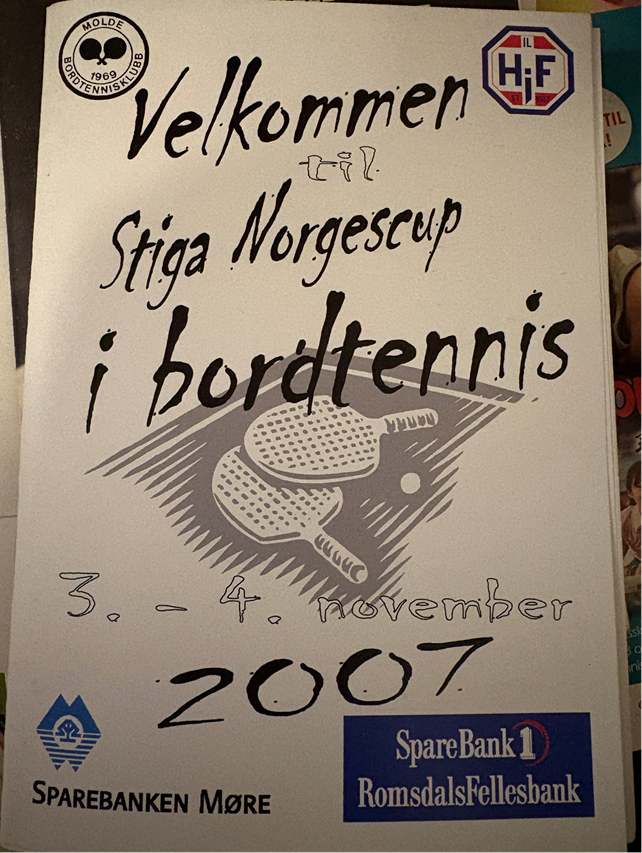 MOLDE
BORDTENNISKLUBB
1969
IL
HiF
Velkommen
til
Stiga Norgescup
i bordtennis
3. - 4. november
2007
SPAREBANKEN MØRE
SpareBank 1
RomsdalsFellesbank
TIL